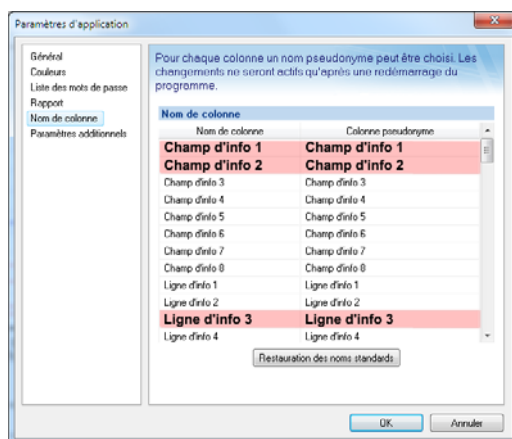 Paramètres d'application
Général
Couleurs
Liste des mots de passe
Rapport
Nom de colonne
Paramètres additionnels
Pour chaque colonne un nom pseudonyme peut être choisi. Les
changements ne seront actifs qu'après une redémarrage du
programme.
Nom de colonne
Nom de colonne Colonne pseudonyme
Champ d'info 1 Champ d'info 1
Champ d'info 2 Champ d'info 2
Champ d'info 3 Champ d'info 3
Champ d'info 4 Champ d'info 4
Champ d'info 5 Champ d'info 5
Champ d'info 6 Champ d'info 6
Champ d'info 7 Champ d'info 7
Champ d'info 8 Champ d'info 8
Ligne d'info 1 Ligne d'info 1
Ligne d'info 2 Ligne d'info 2
Ligne d'info 3 Ligne d'info 3
Ligne d'info 4 Ligne d'info 4
Restauration des noms standards
OK Annuler